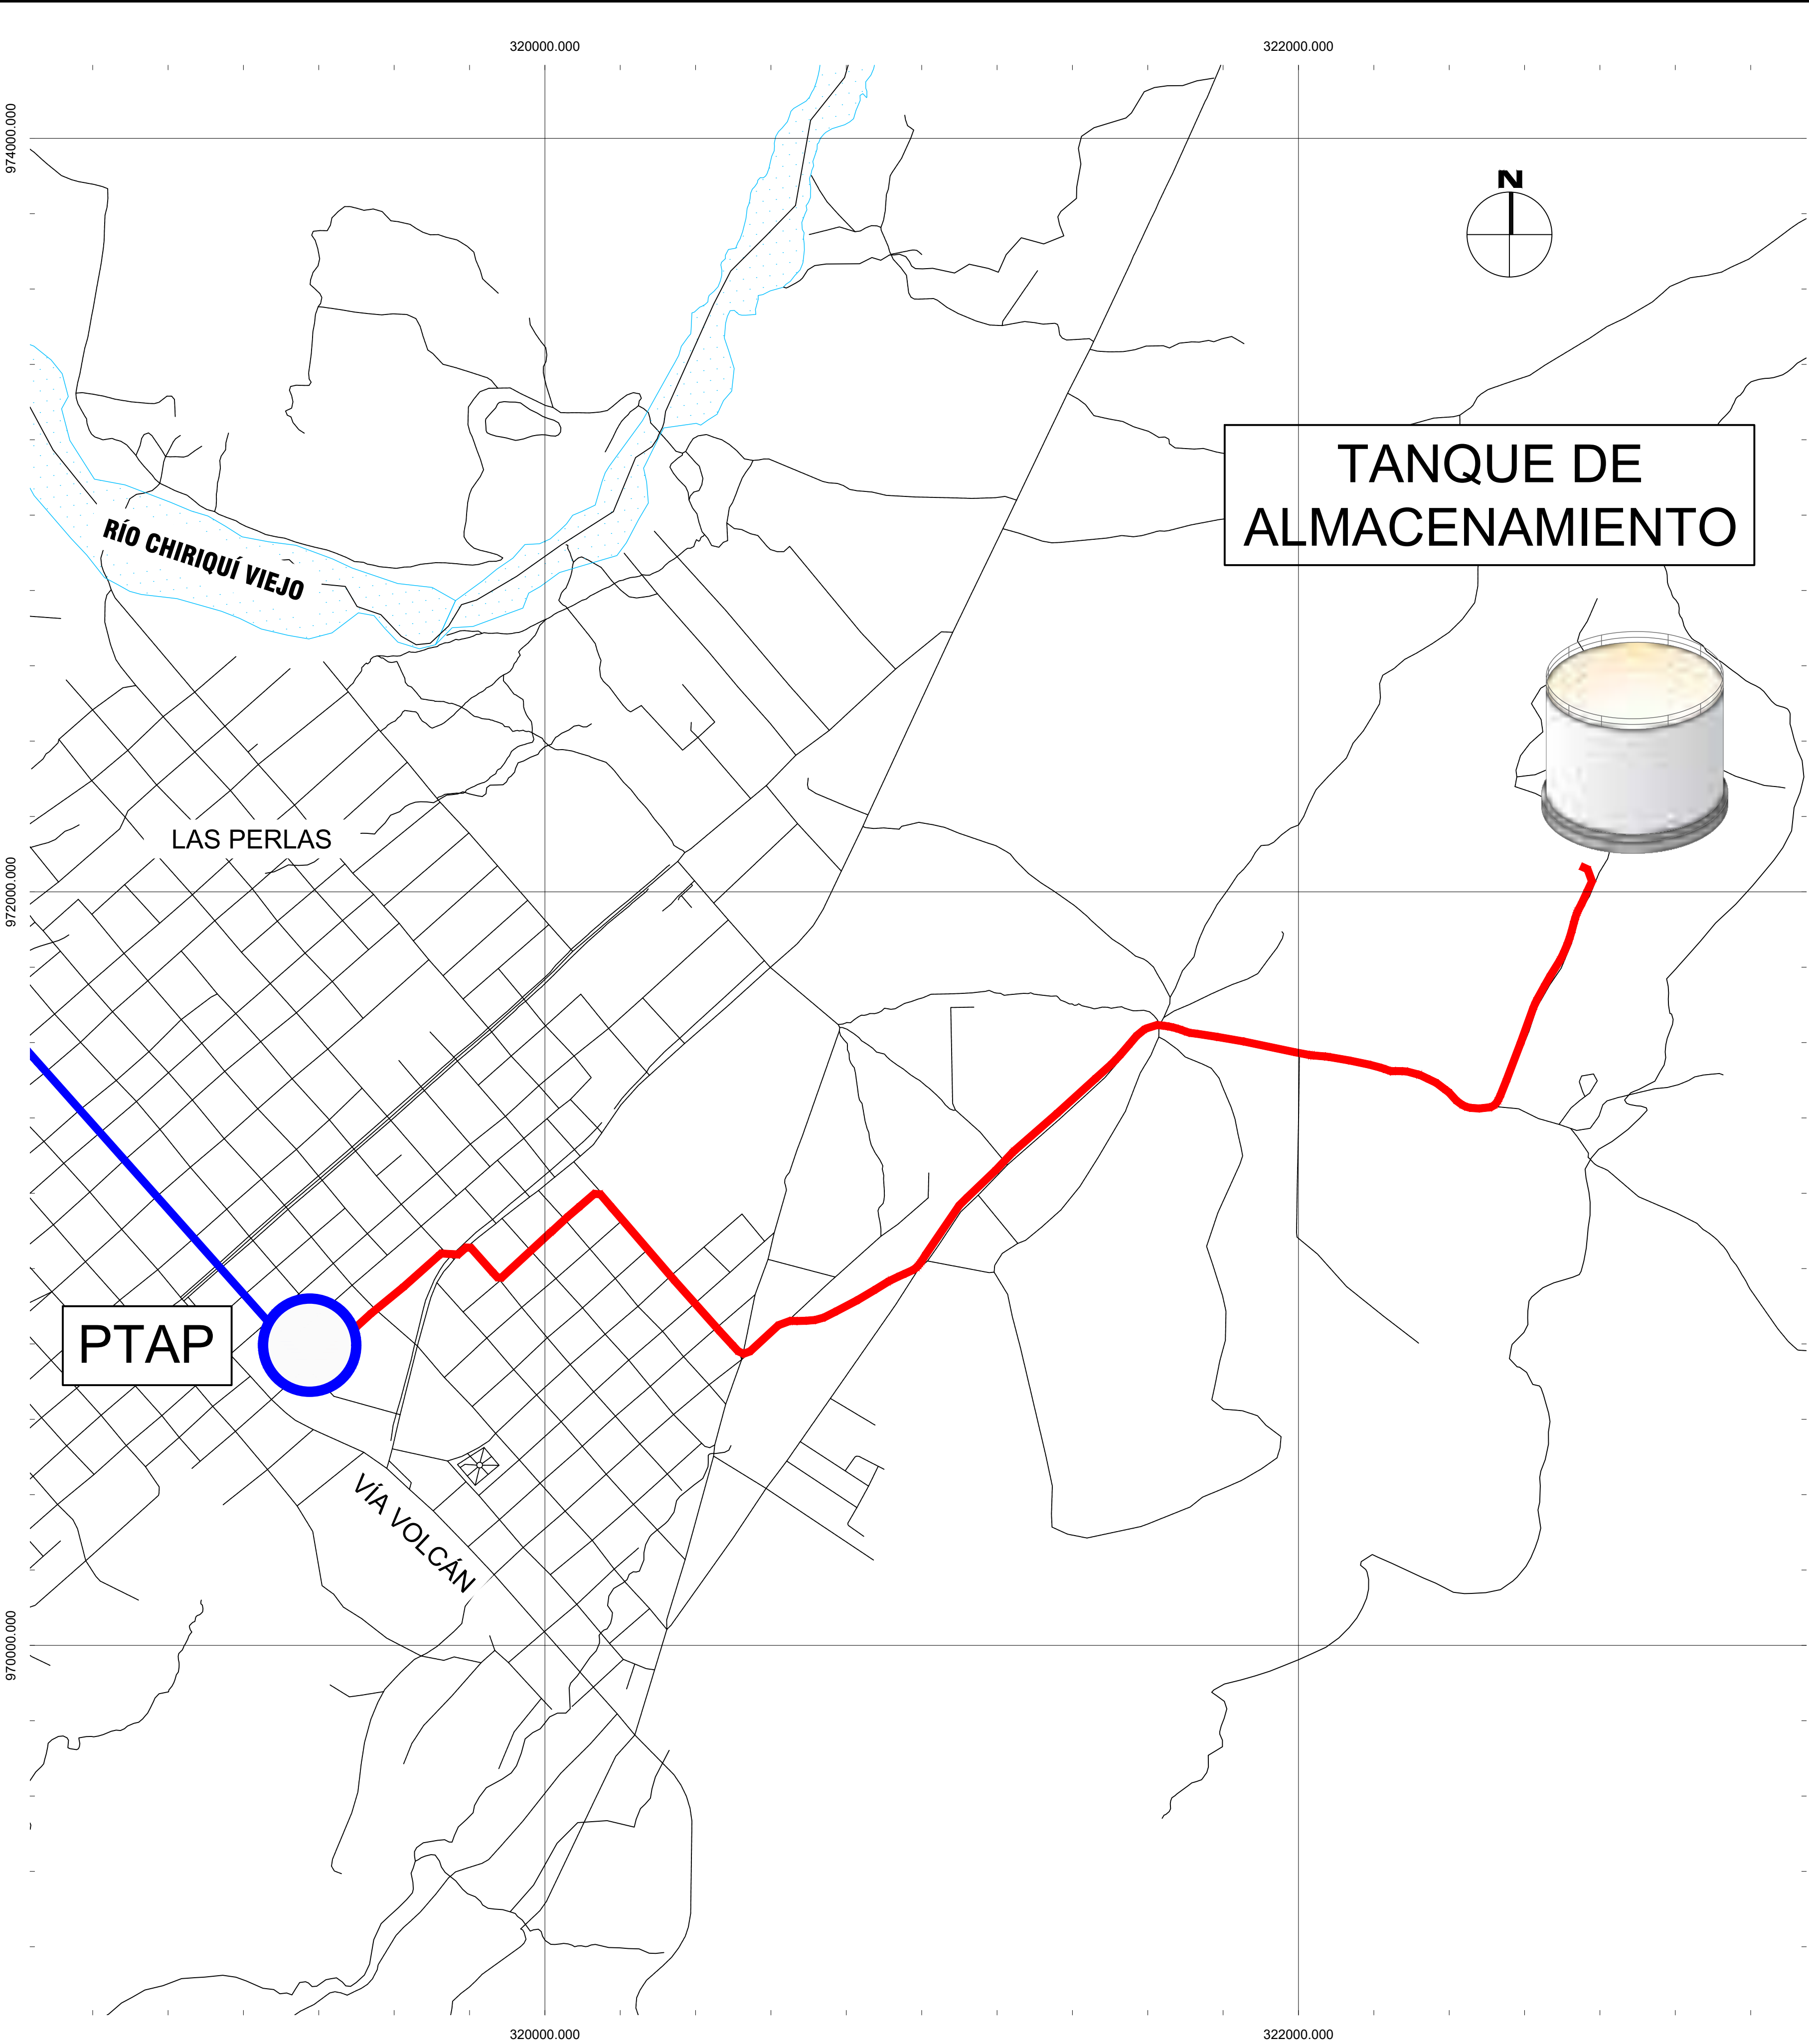 320000.000
322000.000
974000.000
N
TANQUE DE
ALMACENAMIENTO
RÍO CHIRIQUÍ VIEJO
LAS PERLAS
972000.000
PTAP
VÍA VOLCÁN
970000.000
320000.000
322000.000